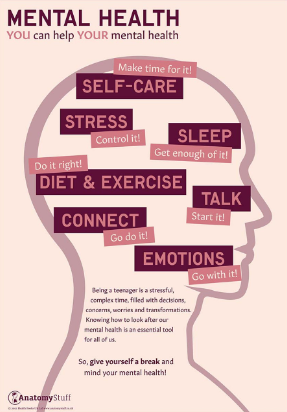 MENTAL HEALTH
YOU can help YOUR mental health
Make time for it!
SELF-CARE
STRESS
Control it!
SLEEP
Get enough of it!
Do it right!
DIET & EXERCISE
TALK
Start it!
CONNECT
Go do it!
EMOTIONS
Go with it!
Being a teenager is a stressful,
complex time, filled with decisions,
concerns, worries and transformations.
Knowing how to look after our
mental health is an essential tool
for all of us.
So, give yourself a break and
mind your mental health!
AnatomyStuff